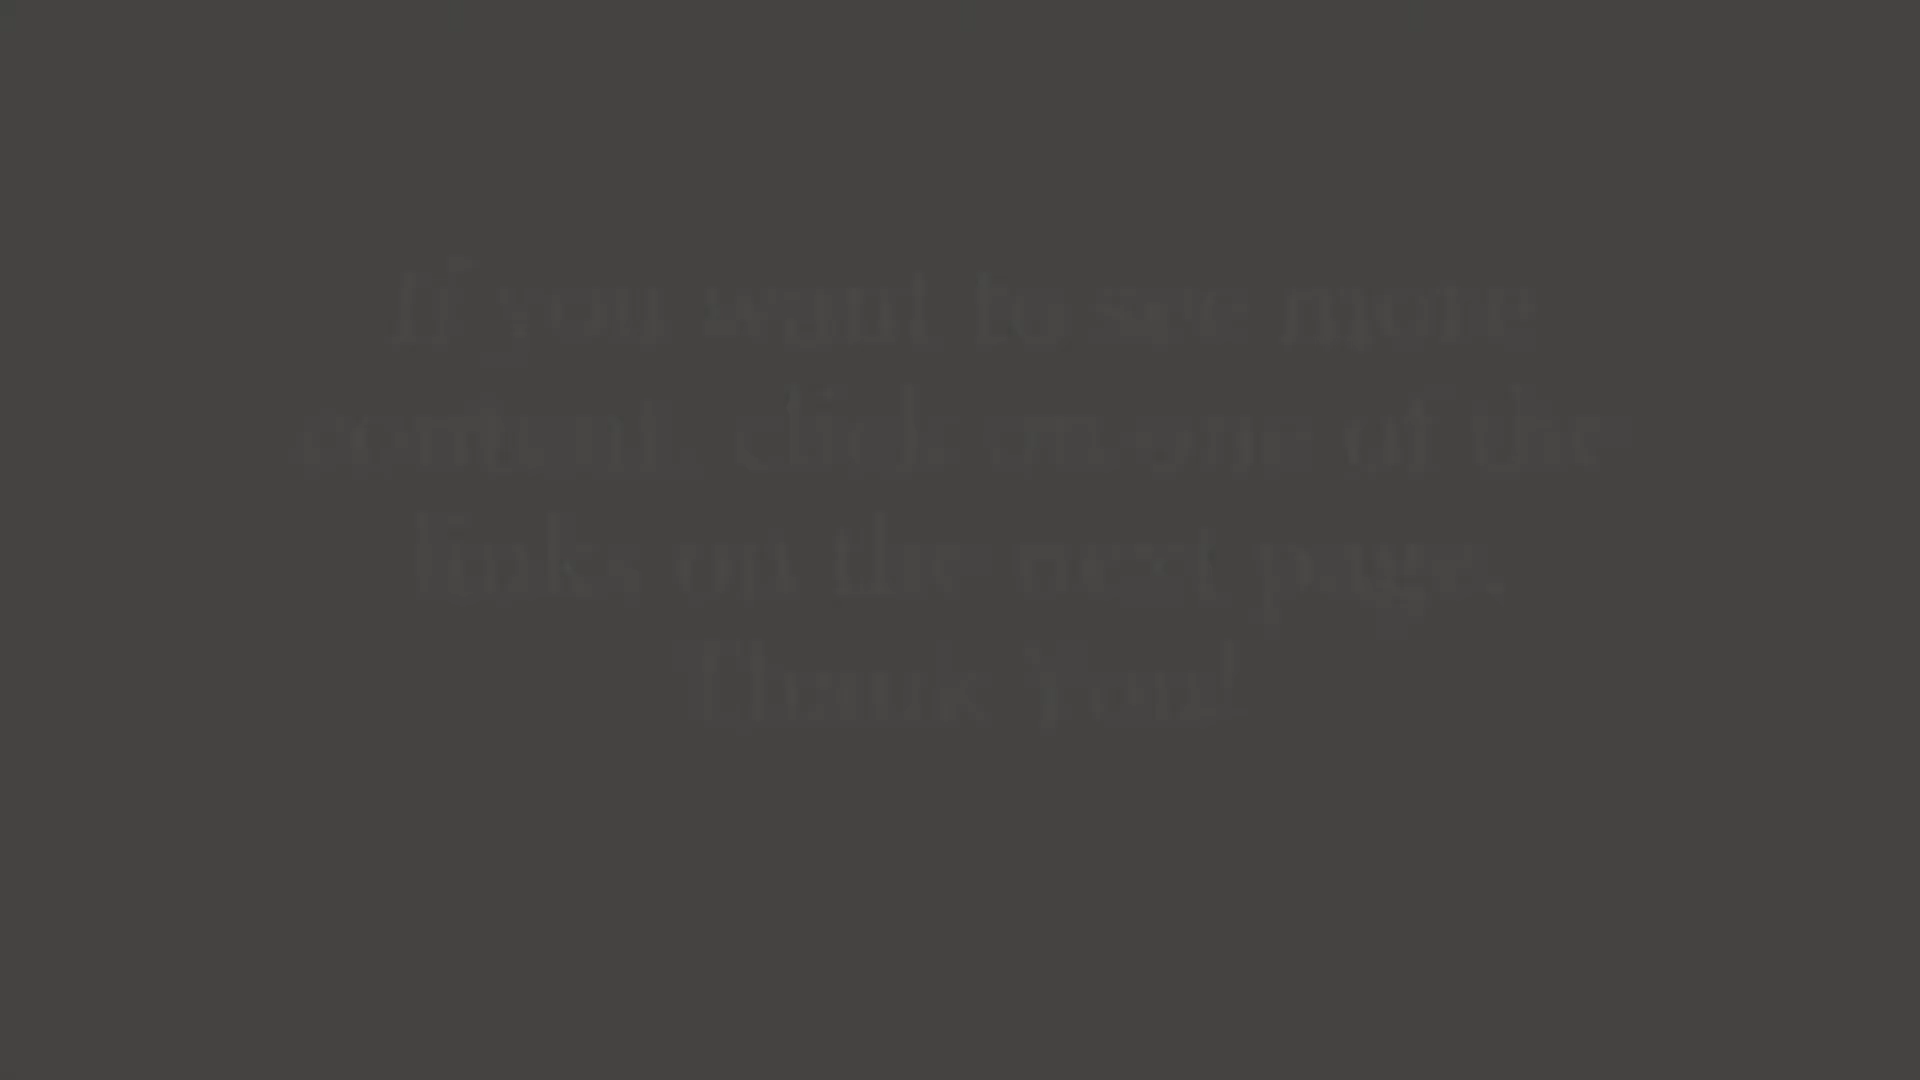 If you want to see more
content, click on one of the
links on the next page.
Thank You!